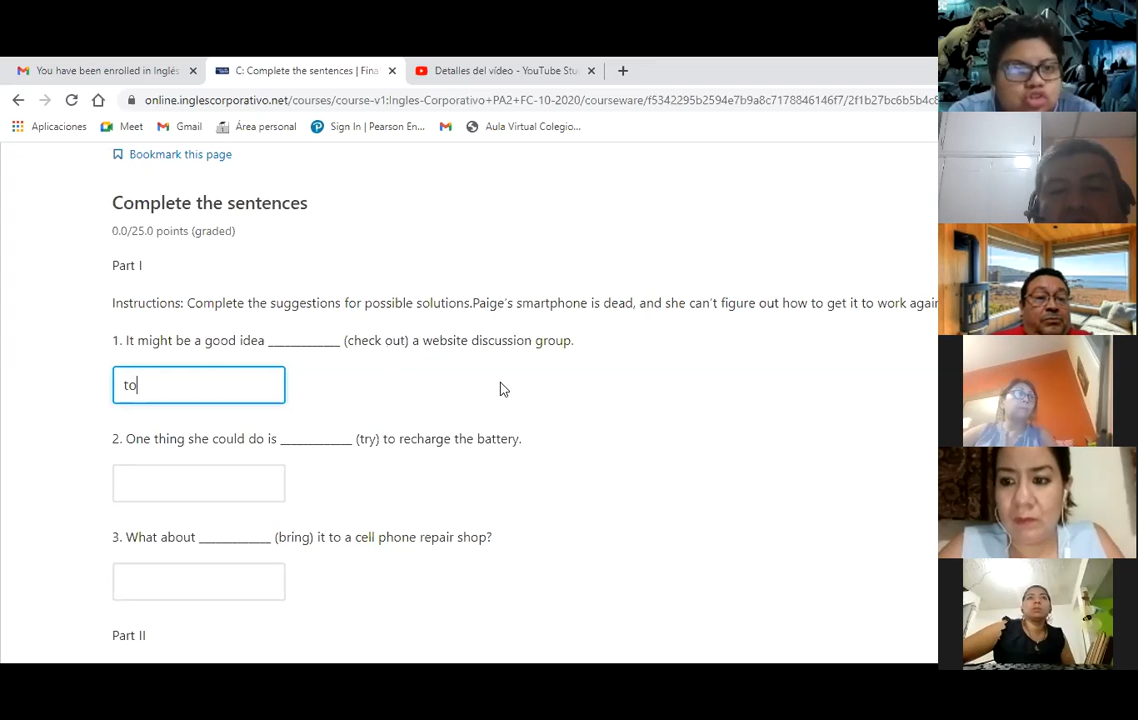 You have been enrolled in Inglés
C: Complete the sentences | Fina
Detalles del vídeo - YouTube Stu
online.inglescorporativo.net/courses/course-v1:Ingles-Corporativo+PA2+FC-10-2020/courseware/f5342295b2594e7b9a8c7178846146f7/2f1b27bc6b5b4c8
Aplicaciones
Meet
Gmail
Área personal
Sign In | Pearson En...
Aula Virtual Colegio...
Bookmark this page
Complete the sentences
0.0/25.0 points (graded)
Part I
Instructions: Complete the suggestions for possible solutions.Paige's smartphone is dead, and she can't figure out how to get it to work again
1. It might be a good idea ____________ (check out) a website discussion group.
to
2. One thing she could do is ____________ (try) to recharge the battery.
3. What about ____________ (bring) it to a cell phone repair shop?
Part II